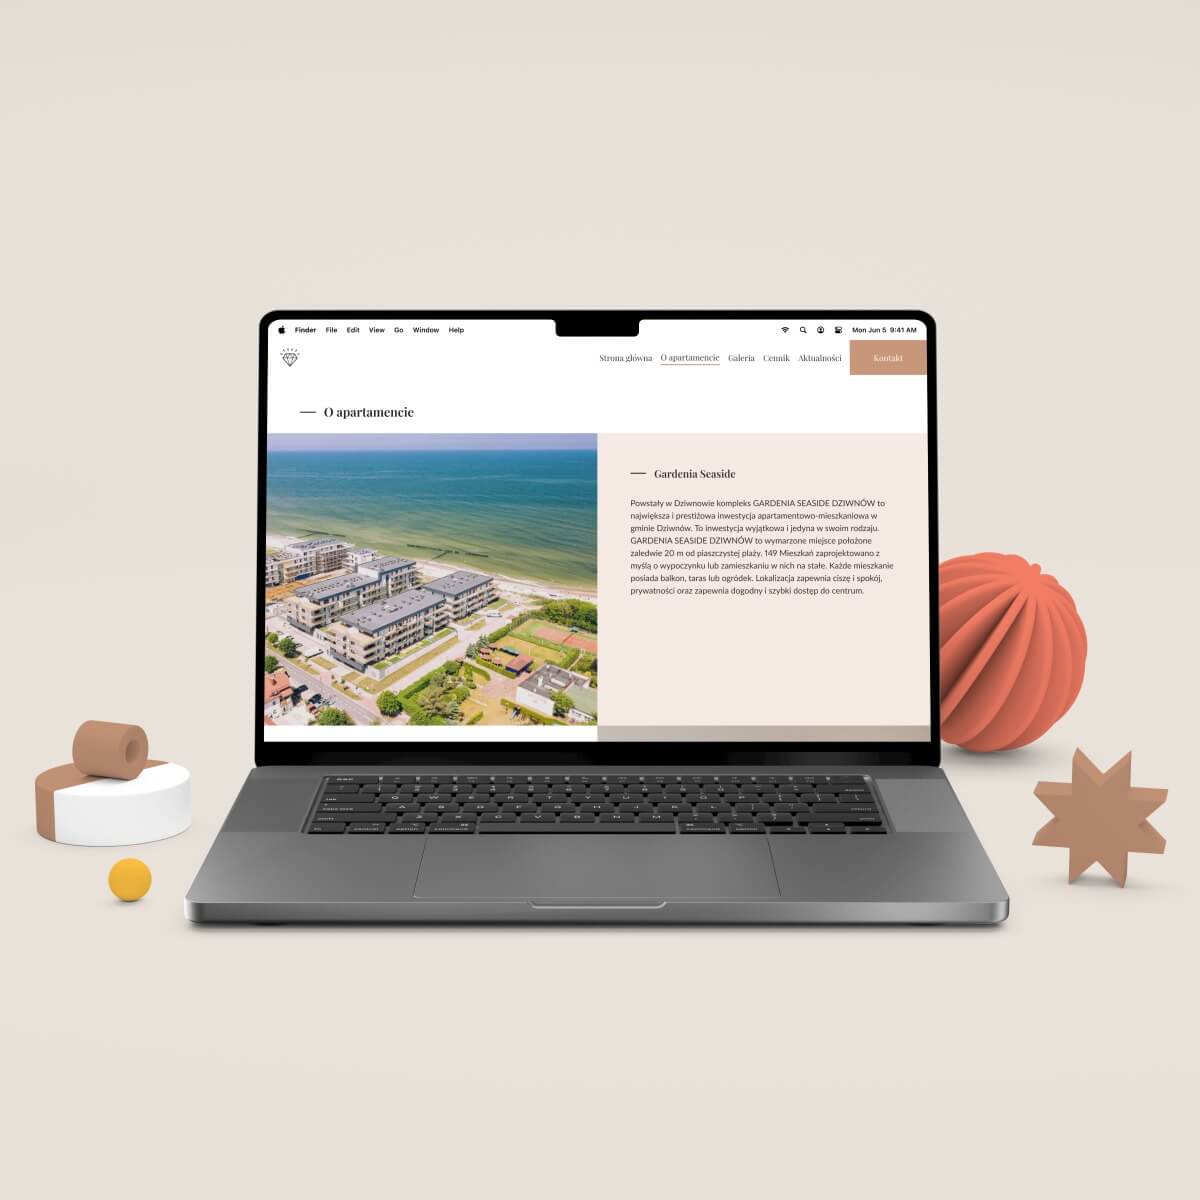 Finder File Edit View Go Window Help
Mon Jun 5 9:41 AM
Strona główna O apartamencie Galeria Cennik Aktualności Kontakt
O apartamencie
Gardenia Seaside
Powstały w Dziwnowie kompleks GARDENIA SEASIDE DZIWNÓW to
największa i prestiżowa inwestycja apartamentowo-mieszkaniowa w
gminie Dziwnów. To inwestycja wyjątkowa i jedyna w swoim rodzaju.
GARDENIA SEASIDE DZIWNÓW to wymarzone miejsce położone
zaledwie 20 m od piaszczystej plaży. 149 Mieszkań zaprojektowano z
myślą o wypoczynku lub zamieszkaniu w nich na stałe. Każde mieszkanie
posiada balkon, taras lub ogródek. Lokalizacja zapewnia ciszę i spokój,
prywatności oraz zapewnia dogodny i szybki dostęp do centrum.